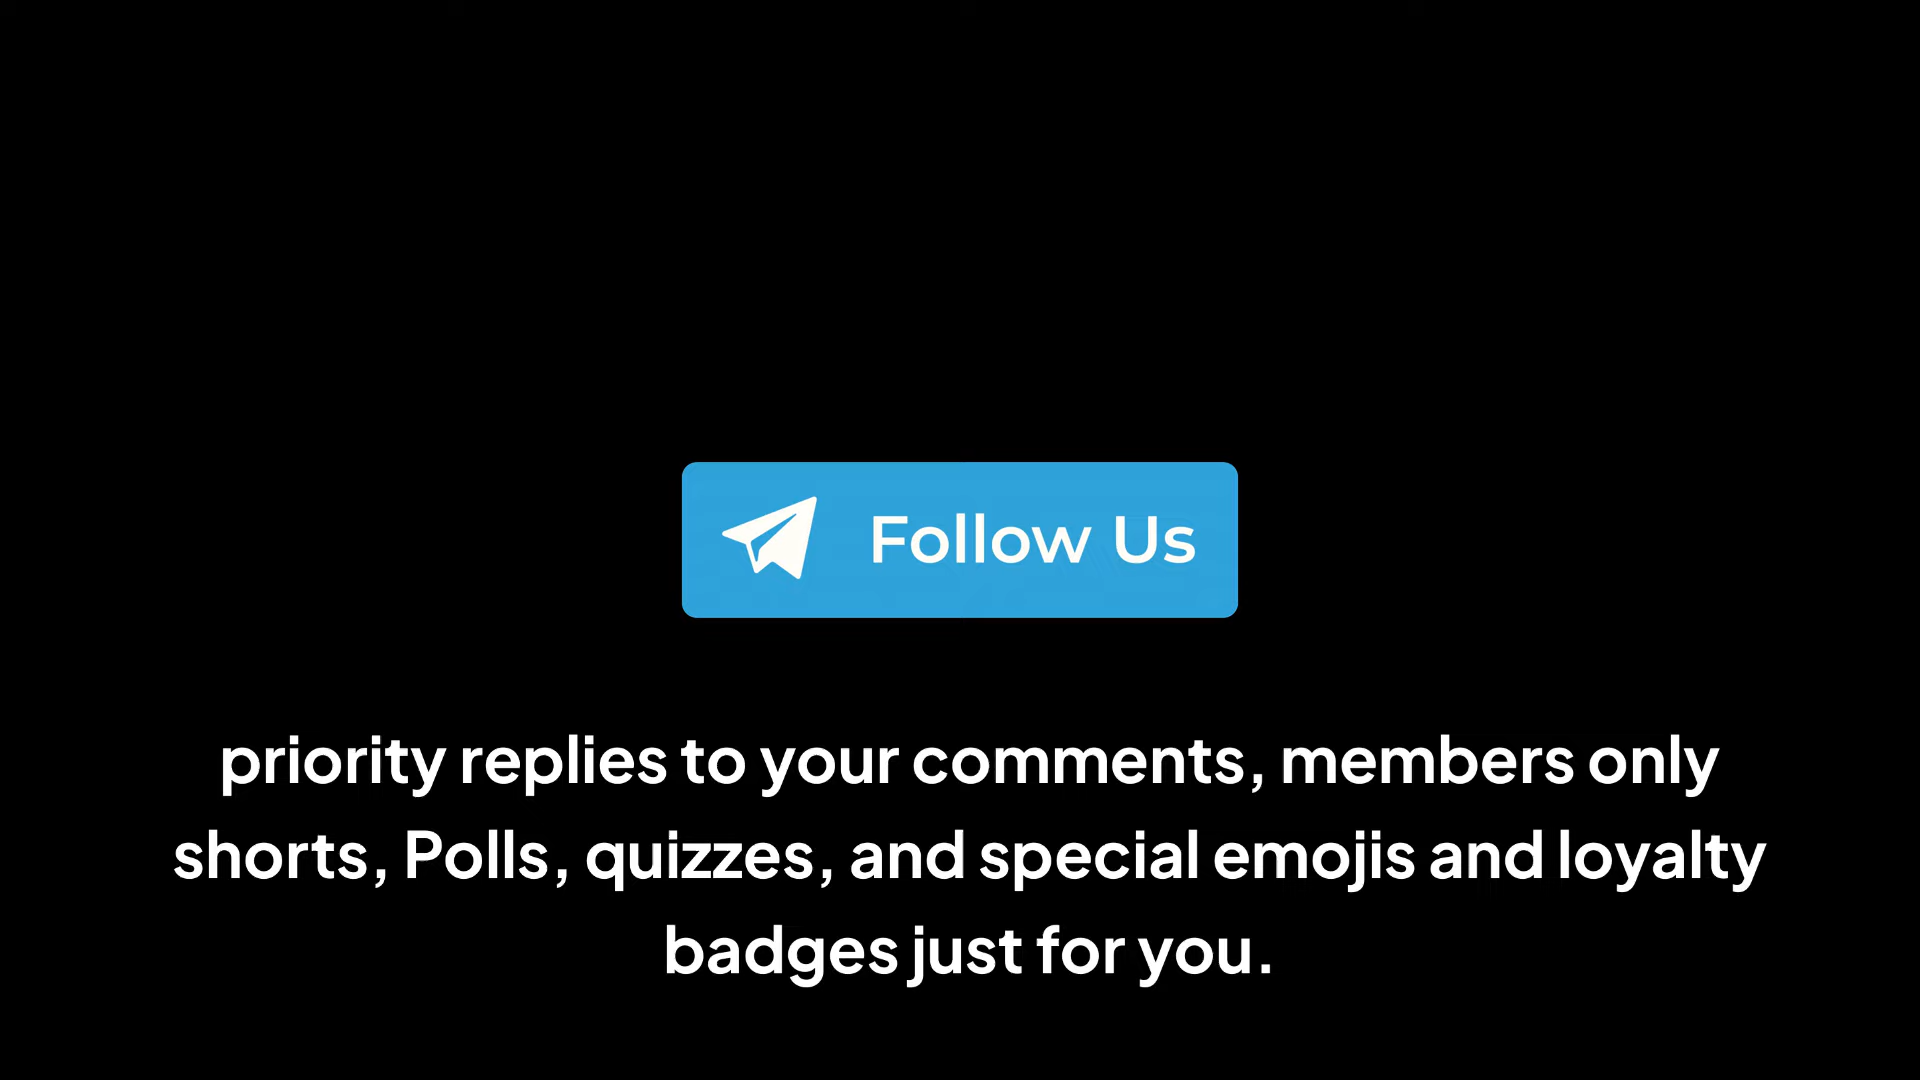 Follow Us
priority replies to your comments, members only
shorts, Polls, quizzes, and special emojis and loyalty
badges just for you.